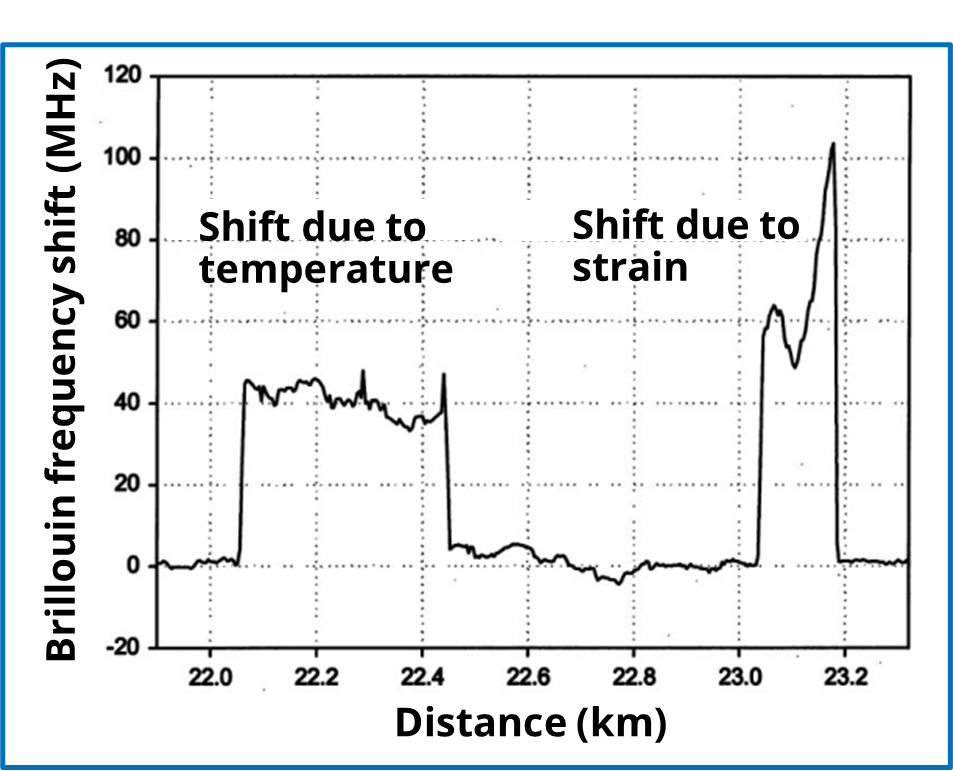 Brillouin frequency shift (MHz)
120
100
80
60
40
20
0
-20
Shift due to
temperature
Shift due to
strain
22.0 22.2 22.4 22.6 22.8 23.0 23.2
Distance (km)